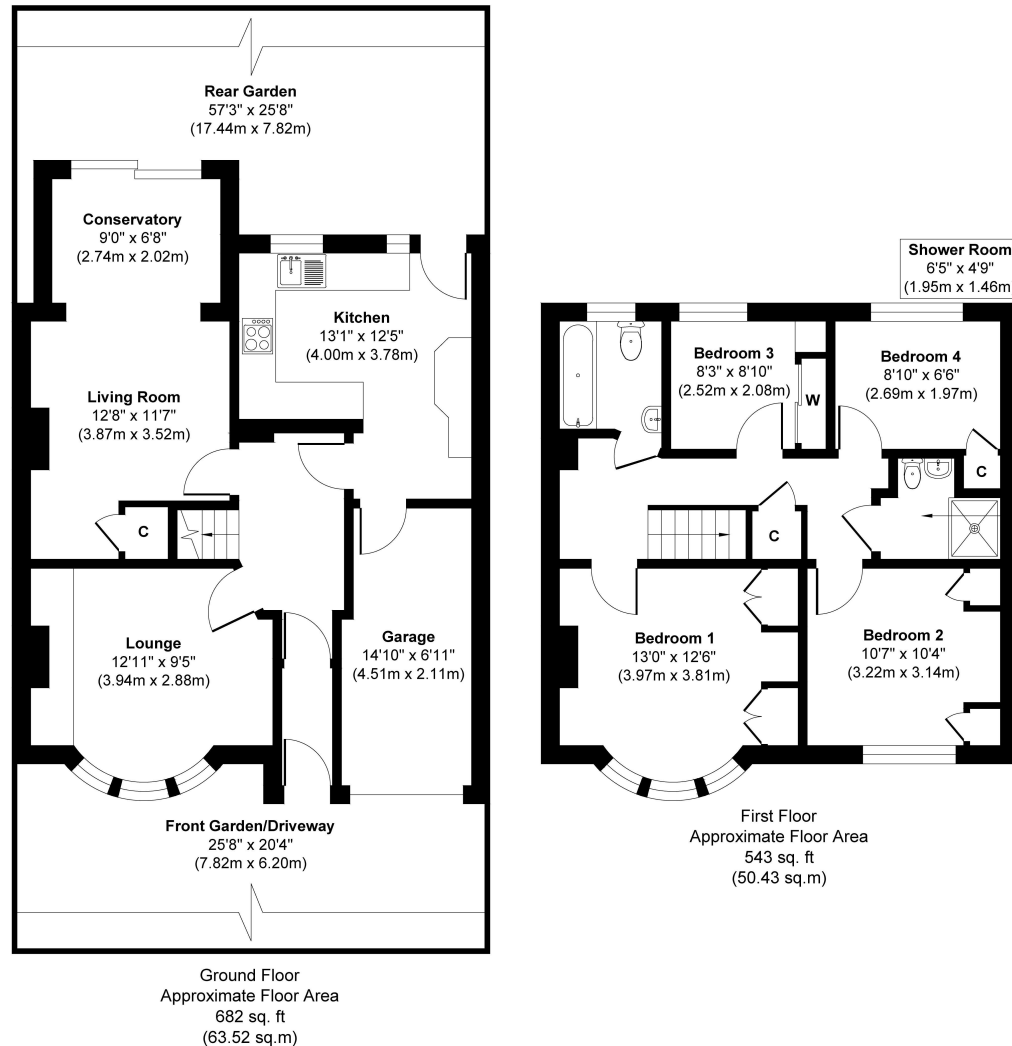 Rear Garden
57'3" x 25'8"
(17.44m x 7.82m)
Conservatory
9'0" x 6'8"
(2.74m x 2.02m)
Kitchen
13'1" x 12'5"
(4.00m x 3.78m)
Living Room
12'8" x 11'7"
(3.87m x 3.52m)
C
Lounge
12'11" x 9'5"
(3.94m x 2.88m)
Garage
14'10" x 6'11"
(4.51m x 2.11m)
Front Garden/Driveway
25'8" x 20'4"
(7.82m x 6.20m)
Ground Floor
Approximate Floor Area
682 sq. ft
(63.52 sq.m)
Shower Room
6'5" x 4'9"
(1.95m x 1.46m
Bedroom 3
8'3" x 8'10"
(2.52m x 2.08m)
W
Bedroom 4
8'10" x 6'6"
(2.69m x 1.97m)
C
C
Bedroom 1
13'0" x 12'6"
(3.97m x 3.81m)
Bedroom 2
10'7" x 10'4"
(3.22m x 3.14m)
First Floor
Approximate Floor Area
543 sq. ft
(50.43 sq.m)